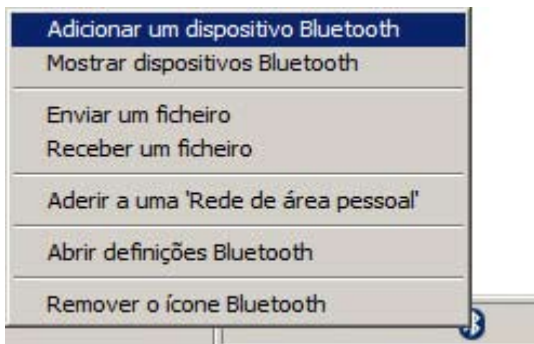 Adicionar um dispositivo Bluetooth
Mostrar dispositivos Bluetooth
Enviar um ficheiro
Receber um ficheiro
Aderir a uma 'Rede de área pessoal'
Abrir definições Bluetooth
Remover o ícone Bluetooth